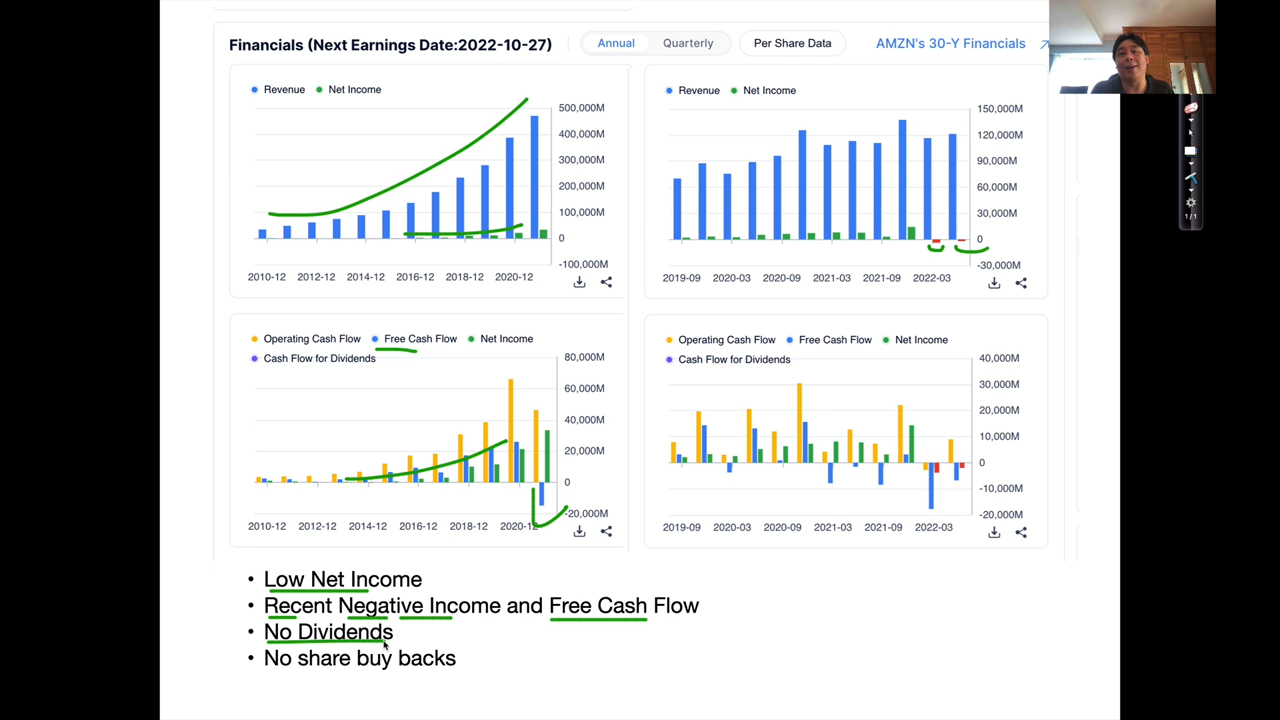 Financials (Next Earnings Date:2022-10-27)
Annual
Quarterly
Per Share Data
AMZN's 30-Y Financials
Revenue
Net Income
500,000M
400,000M
300,000M
200,000M
100,000M
0
-100,000M
2010-12
2012-12
2014-12
2016-12
2018-12
2020-12
Revenue
Net Income
150,000M
120,000M
90,000M
60,000M
30,000M
0
-30,000M
2019-09
2020-03
2020-09
2021-03
2021-09
2022-03
Operating Cash Flow
Free Cash Flow
Net Income
Cash Flow for Dividends
80,000M
60,000M
40,000M
20,000M
0
-20,000M
2010-12
2012-12
2014-12
2016-12
2018-12
2020-12
Operating Cash Flow
Free Cash Flow
Net Income
Cash Flow for Dividends
40,000M
30,000M
20,000M
10,000M
0
-10,000M
-20,000M
2019-09
2020-03
2020-09
2021-03
2021-09
2022-03
1/1
• Low Net Income
• Recent Negative Income and Free Cash Flow
• No Dividends
• No share buy backs